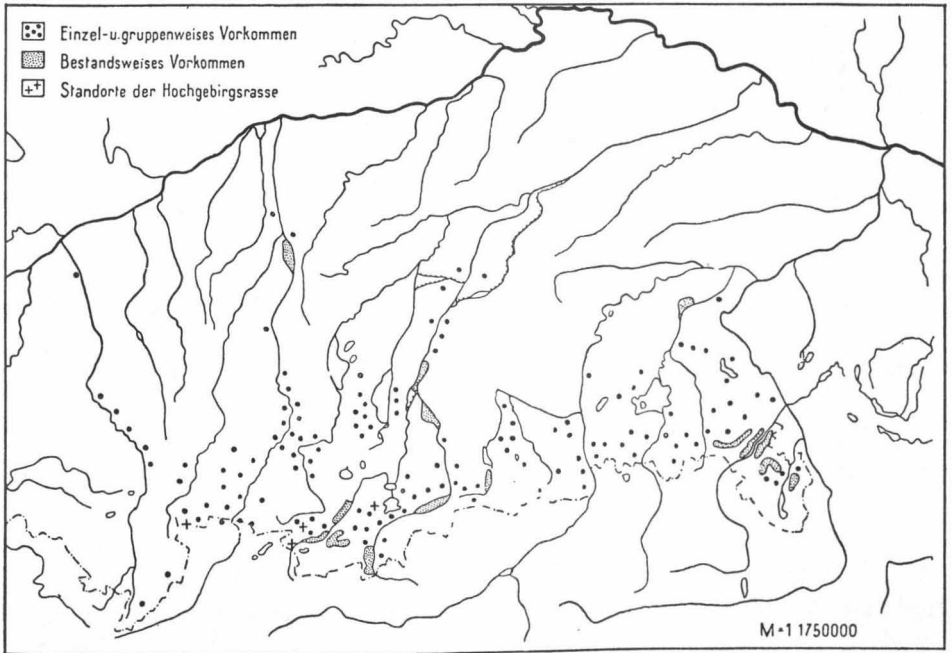 Einzel-u.gruppenweises Vorkommen
Bestandsweises Vorkommen
Standorte der Hochgebirgsrasse
M=1 1750000